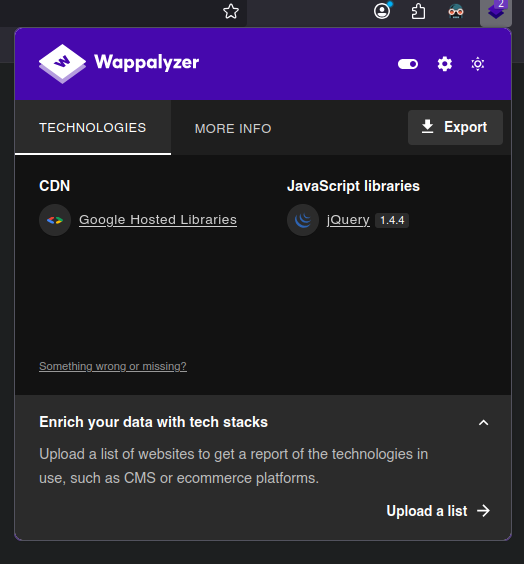 2
Wappalyzer
TECHNOLOGIES
MORE INFO
Export
CDN
Google Hosted Libraries
JavaScript libraries
jQuery 1.4.4
Something wrong or missing?
Enrich your data with tech stacks
Upload a list of websites to get a report of the technologies in
use, such as CMS or ecommerce platforms.
Upload a list